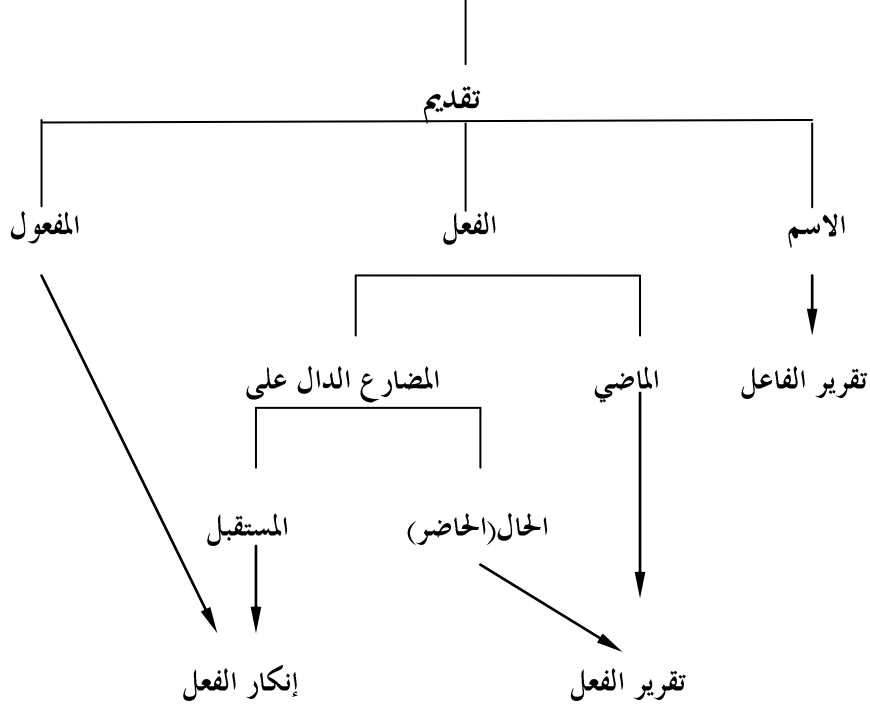 تقديم
الاسم الفعل المفعول
تقرير الفاعل الماضي المضارع الدال على
الحال(الحاضر) المستقبل
تقرير الفعل إنكار الفعل